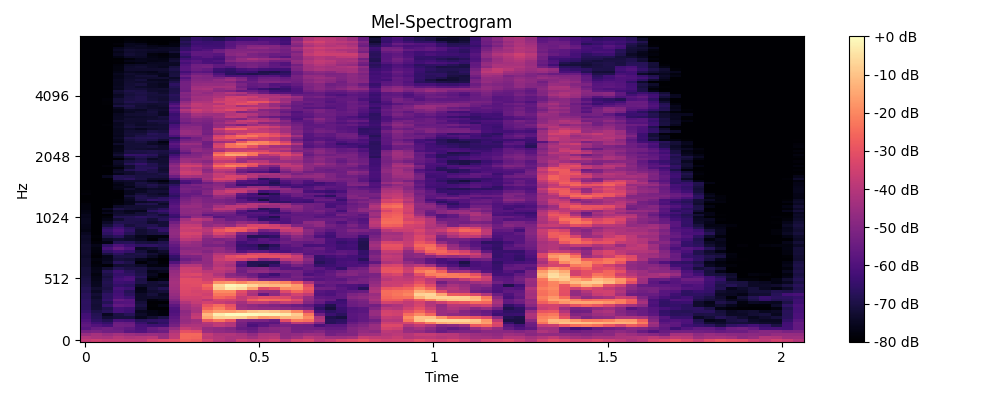 Mel-Spectrogram
+0 dB
-10 dB
-20 dB
-30 dB
-40 dB
-50 dB
-60 dB
-70 dB
-80 dB
4096
2048
1024
512
0
Hz
0
0.5
1
1.5
2
Time